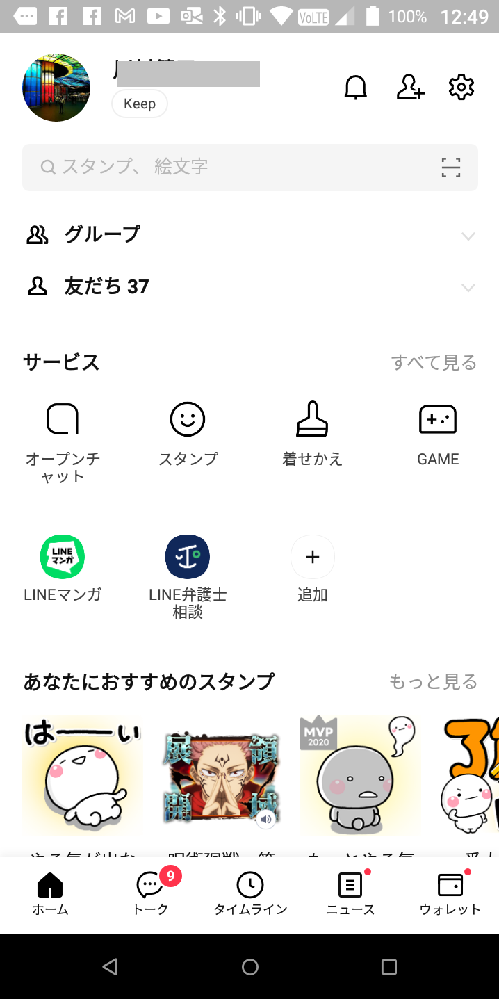 VoLTE 100% 12:49
Keep
スタンプ、 絵文字
グループ
友だち 37
サービス すべて見る
オープンチ
ャット
スタンプ
着せかえ
GAME
LINE
マンガ
LINEマンガ
LINE弁護士
相談
追加
あなたにおすすめのスタンプ もっと見る
はーい
展領
開域
MVP
2020
9
ホーム トーク タイムライン ニュース ウォレット